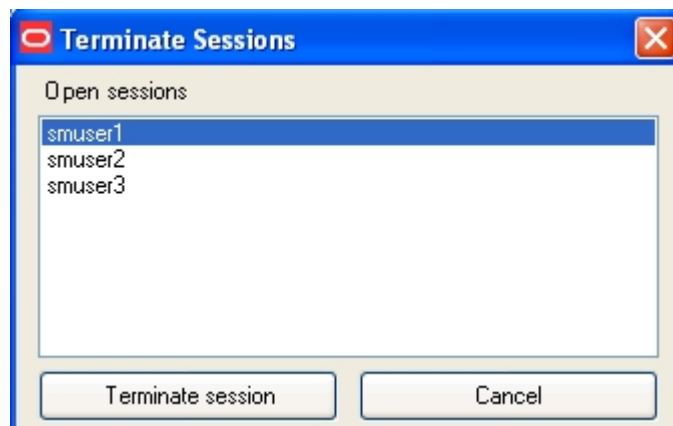 Terminate Sessions
Open sessions
smuser1
smuser2
smuser3
Terminate session
Cancel